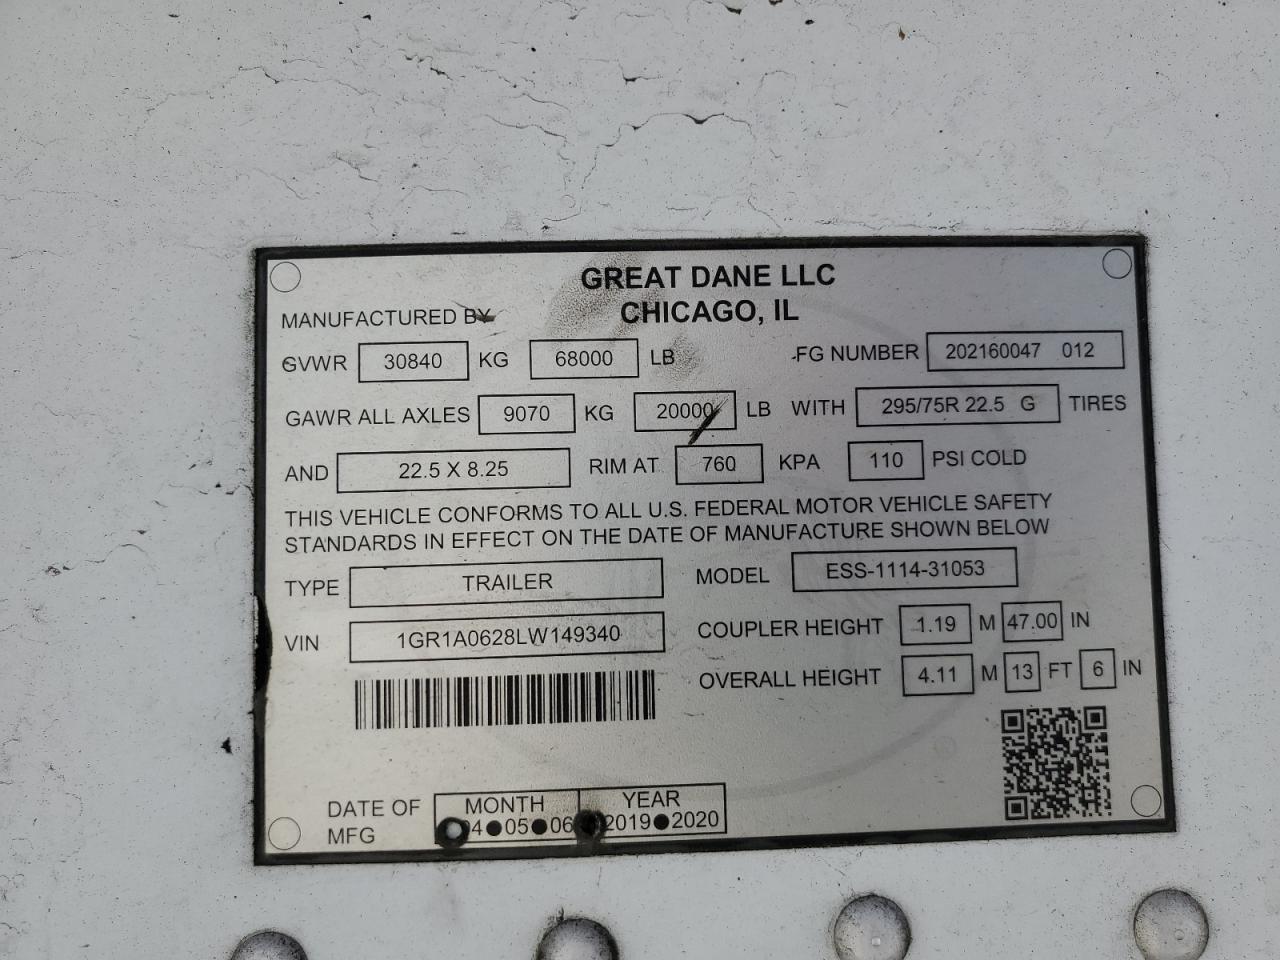 GREAT DANE LLC
MANUFACTURED BY CHICAGO, IL
GVWR 30840 KG 68000 LB FG NUMBER 202160047 012
GAWR ALL AXLES 9070 KG 20000 LB WITH 295/75R 22.5 G TIRES
AND 22.5 X 8.25 RIM AT 760 KPA 110 PSI COLD
THIS VEHICLE CONFORMS TO ALL U.S. FEDERAL MOTOR VEHICLE SAFETY
STANDARDS IN EFFECT ON THE DATE OF MANUFACTURE SHOWN BELOW
TYPE TRAILER MODEL ESS-1114-31053
VIN 1GR1A0628LW149340 COUPLER HEIGHT 1.19 M 47.00 IN
OVERALL HEIGHT 4.11 M 13 FT 6 IN
DATE OF MFG MONTH YEAR
04●05●06 2019●2020